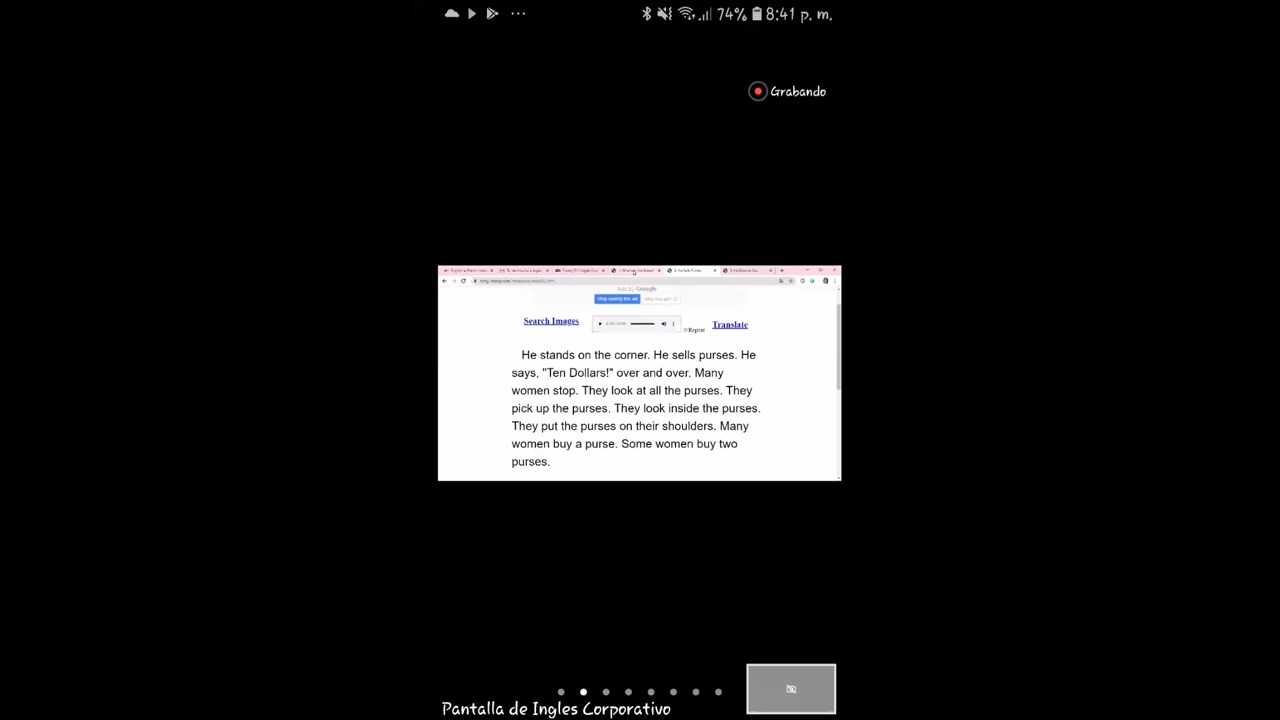 74% 8:41 p. m.
Grabando
Search Images
Repeat
Translate
He stands on the corner. He sells purses. He
says, "Ten Dollars!" over and over. Many
women stop. They look at all the purses. They
pick up the purses. They look inside the purses.
They put the purses on their shoulders. Many
women buy a purse. Some women buy two
purses.
Pantalla de Ingles Corporativo